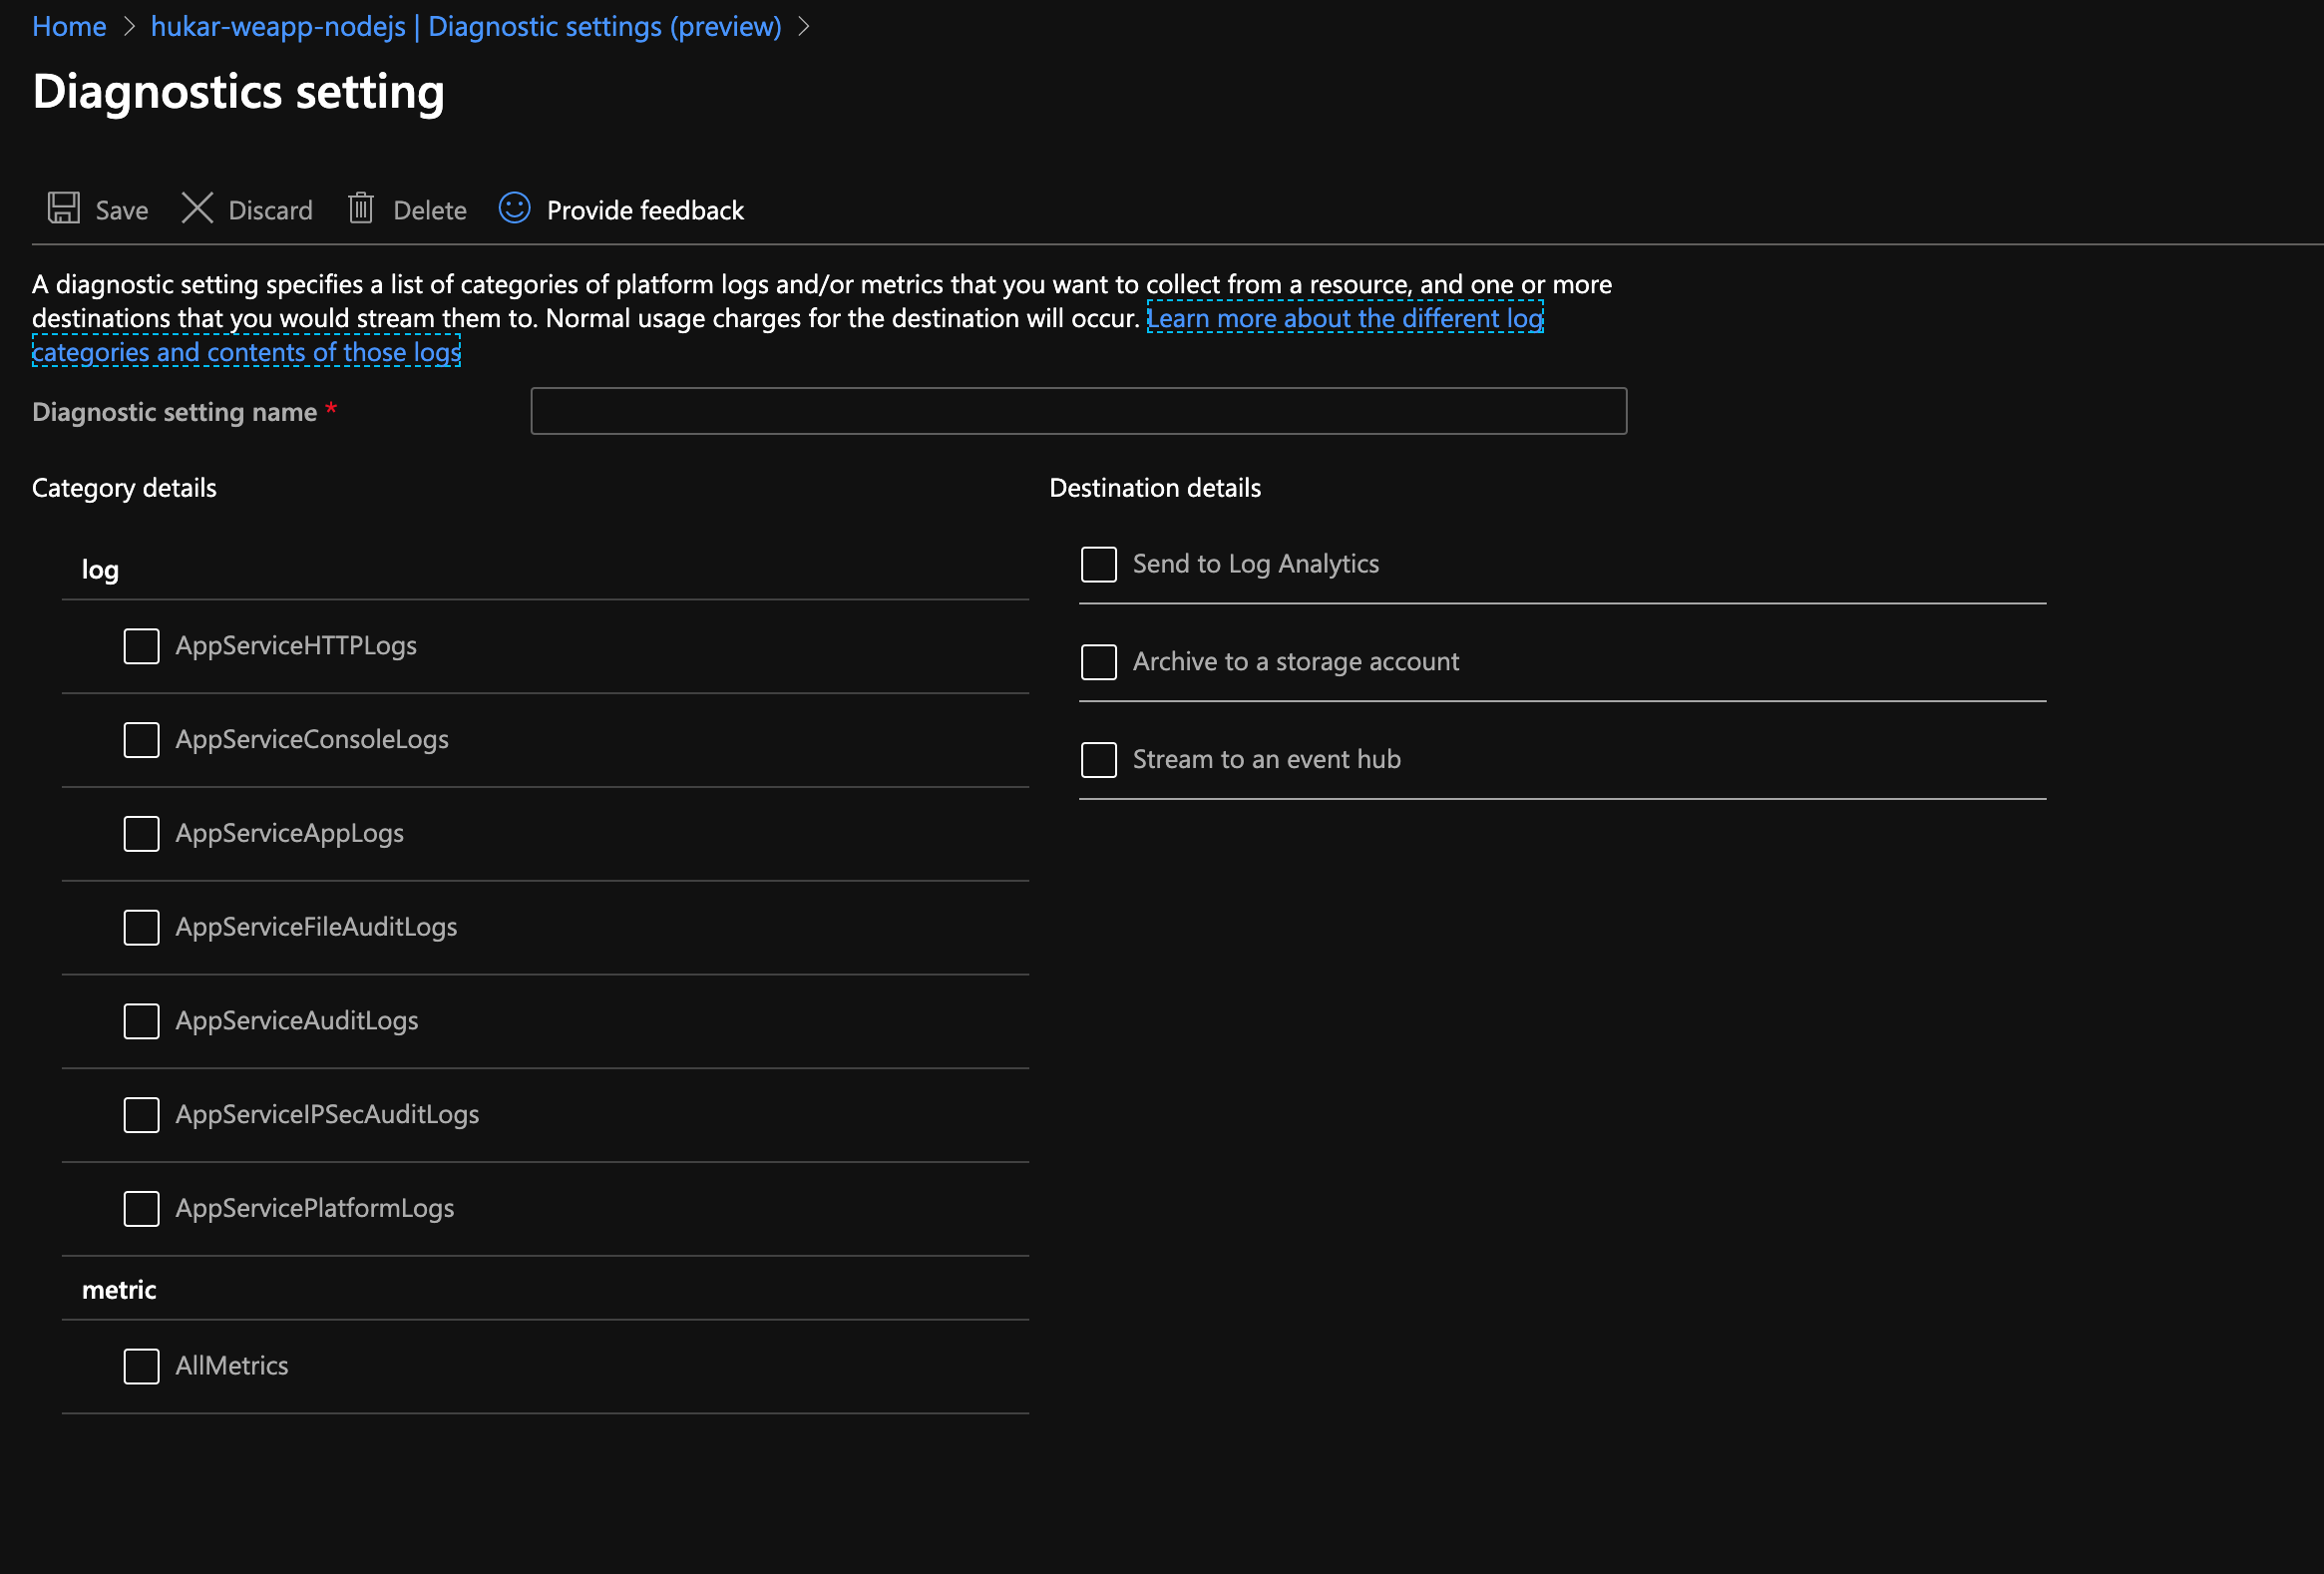 Home > hukar-weapp-nodejs | Diagnostic settings (preview) >
Diagnostics setting
Save Discard Delete Provide feedback
A diagnostic setting specifies a list of categories of platform logs and/or metrics that you want to collect from a resource, and one or more
destinations that you would stream them to. Normal usage charges for the destination will occur. Learn more about the different log
categories and contents of those logs
Diagnostic setting name *
Category details
log
AppServiceHTTPLogs
AppServiceConsoleLogs
AppServiceAppLogs
AppServiceFileAuditLogs
AppServiceAuditLogs
AppServiceIPSecAuditLogs
AppServicePlatformLogs
metric
AllMetrics
Destination details
Send to Log Analytics
Archive to a storage account
Stream to an event hub